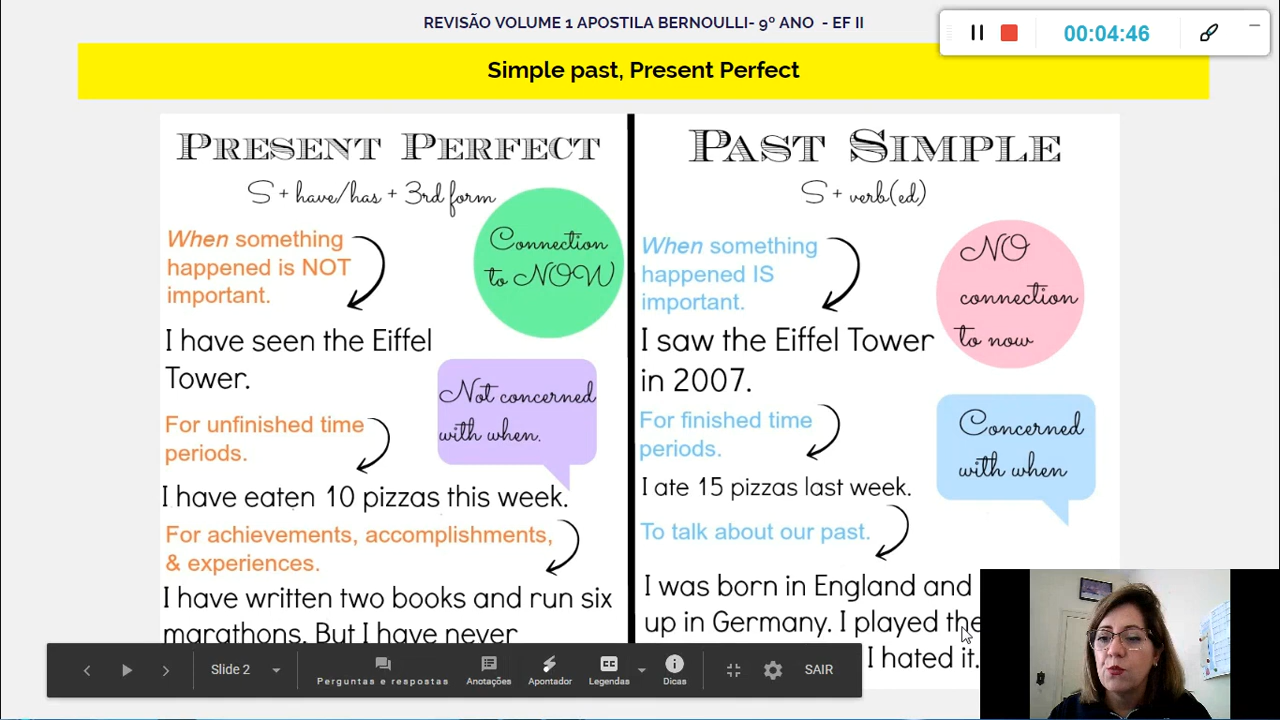 REVISÃO VOLUME 1 APOSTILA BERNOULLI- 9º ANO - EF II
00:04:46
Simple past, Present Perfect
PRESENT PERFECT
S + have/has + 3rd form
When something
happened is NOT
important.
Connection
to NOW
I have seen the Eiffel
Tower.
Not concerned
with when.
For unfinished time
periods.
I have eaten 10 pizzas this week.
For achievements, accomplishments,
& experiences.
I have written two books and run six
marathons. But I have never
PAST SIMPLE
S + verb(ed)
When something
happened IS
important.
NO
connection
to now
I saw the Eiffel Tower
in 2007.
For finished time
periods.
Concerned
with when
I ate 15 pizzas last week.
To talk about our past.
I was born in England and
up in Germany. I played the
I hated it.
Slide 2
Perguntas e respostas
Anotações
Apontador
Legendas
Dicas
SAIR